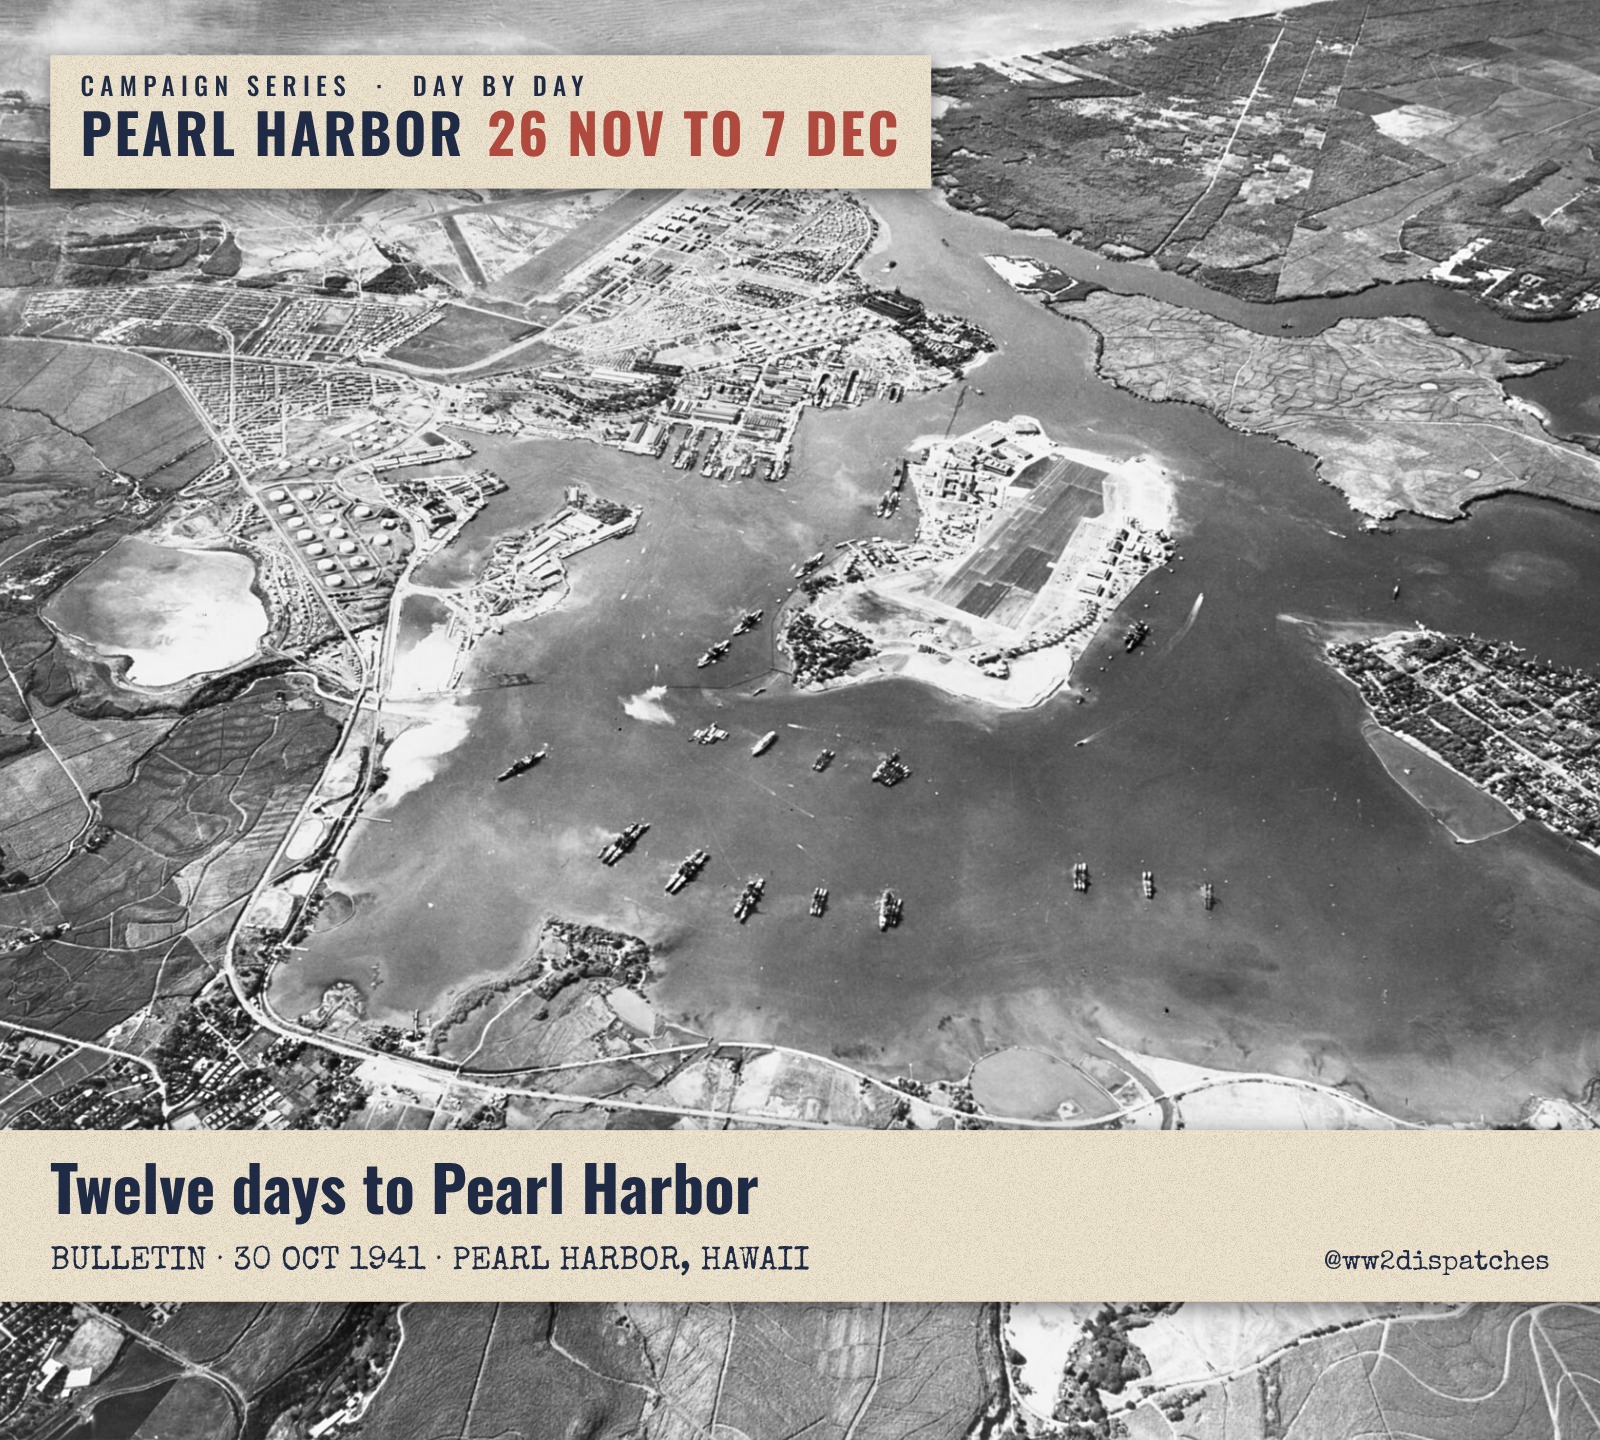 CAMPAIGN SERIES · DAY BY DAY
PEARL HARBOR 26 NOV TO 7 DEC
Twelve days to Pearl Harbor
BULLETIN · 30 OCT 1941 · PEARL HARBOR, HAWAII
@ww2dispatches